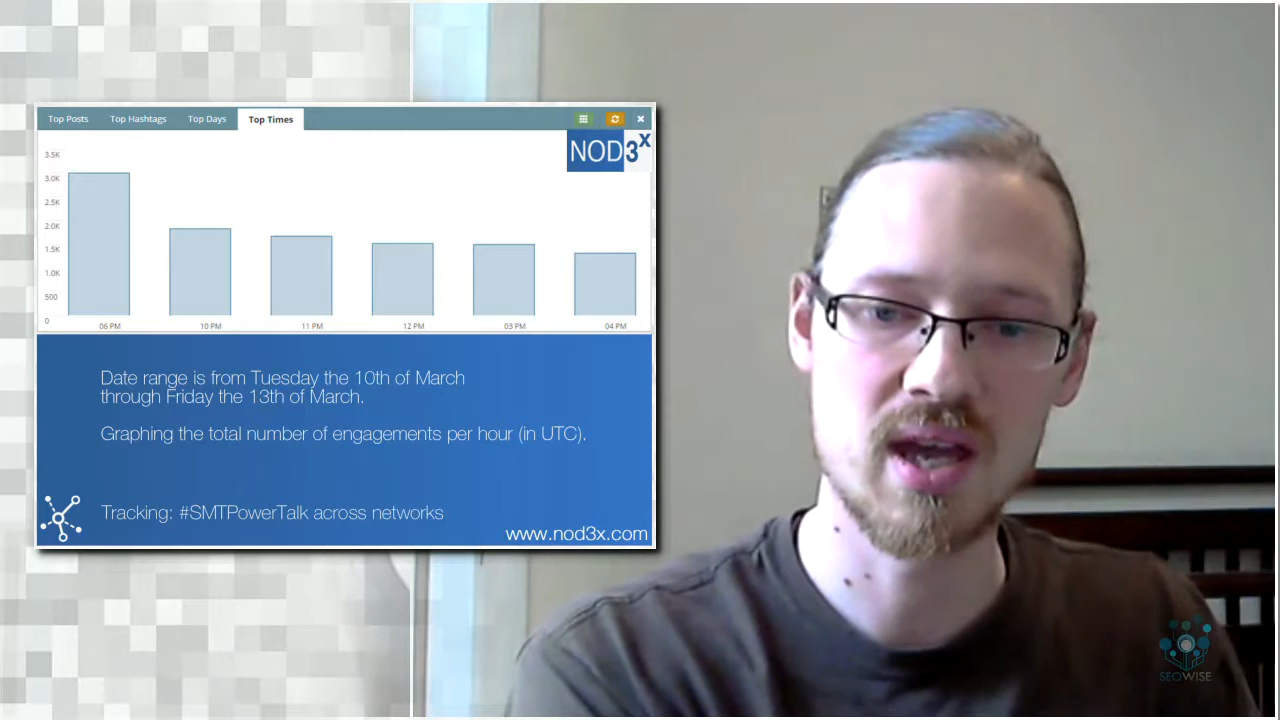 Top Posts Top Hashtags Top Days Top Times
NOD3x
3.5K
3.0K
2.5K
2.0K
1.5K
1.0K
500
0
06 PM 10 PM 11 PM 12 PM 03 PM 04 PM
Date range is from Tuesday the 10th of March
through Friday the 13th of March.
Graphing the total number of engagements per hour (in UTC).
Tracking: #SMTPowerTalk across networks
www.nod3x.com
SEOWISE